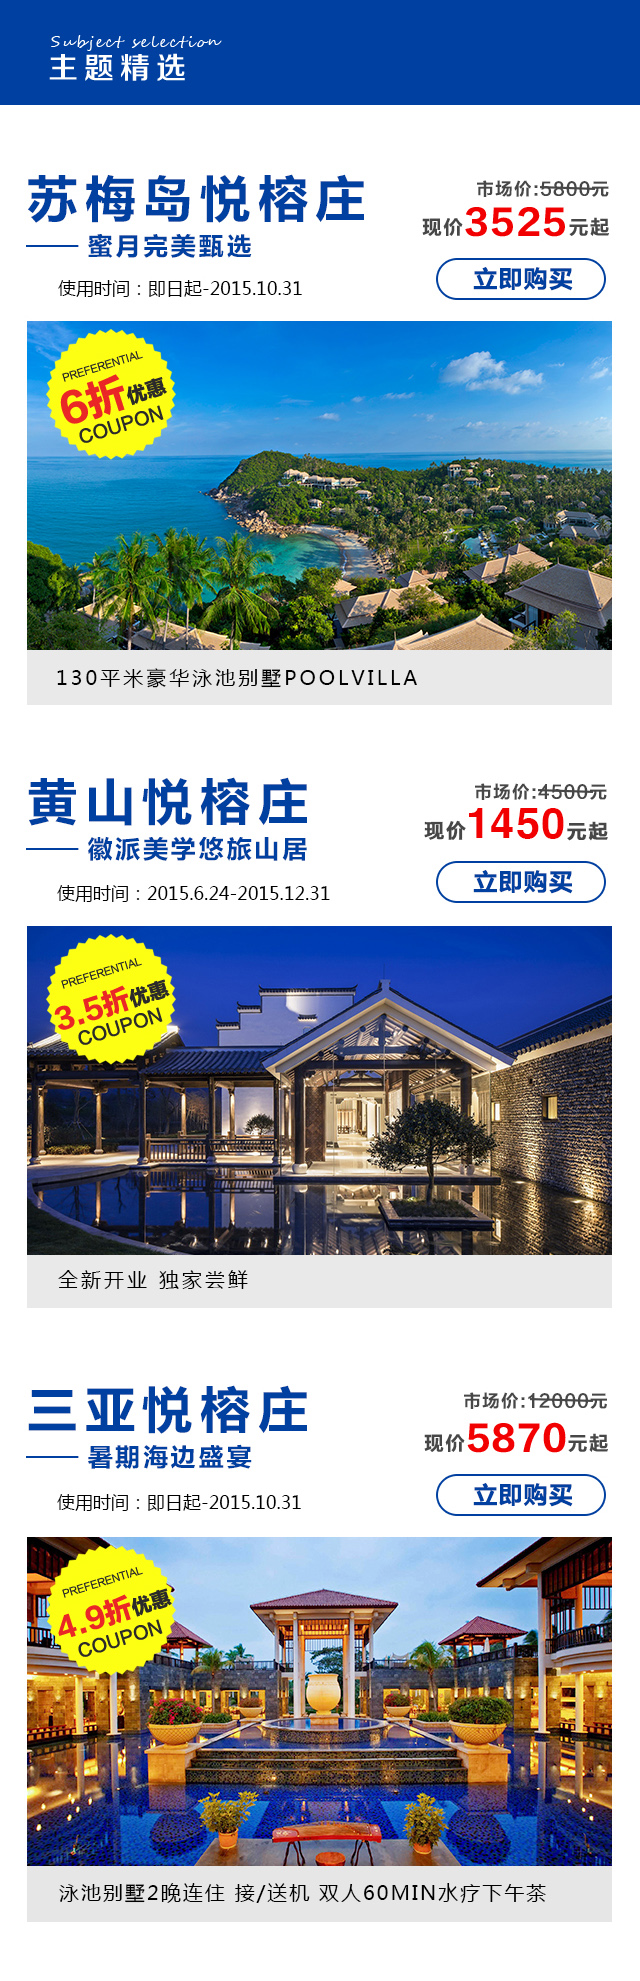 Subject selection
主题精选
苏梅岛悦榕庄
蜜月完美甄选
使用时间：即日起-2015.10.31
市场价:5800元
现价3525元起
立即购买
PREFERENTIAL
6折优惠
COUPON
130平米豪华泳池别墅POOLVILLA
黄山悦榕庄
徽派美学悠旅山居
使用时间：2015.6.24-2015.12.31
市场价:4500元
现价1450元起
立即购买
PREFERENTIAL
3.5折优惠
COUPON
全新开业 独家尝鲜
三亚悦榕庄
暑期海边盛宴
使用时间：即日起-2015.10.31
市场价:12000元
现价5870元起
立即购买
PREFERENTIAL
4.9折优惠
COUPON
泳池别墅2晚连住 接/送机 双人60MIN水疗下午茶